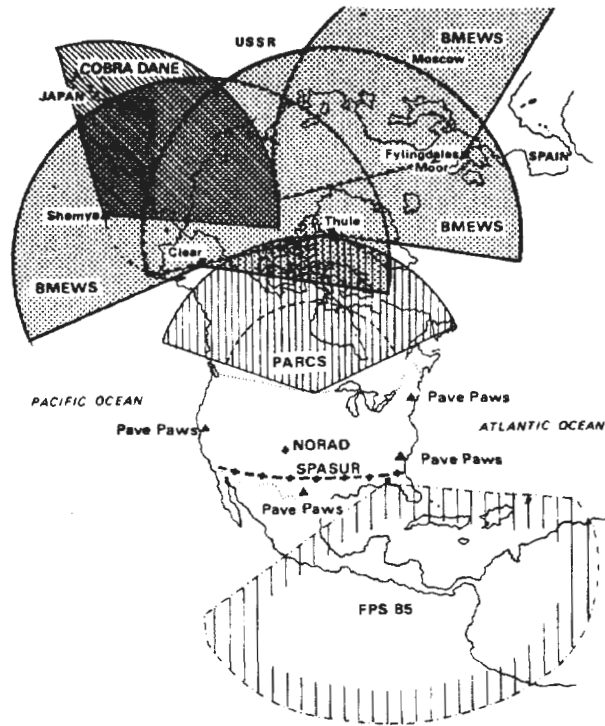 BMEWS
USSR
Moscow
COBRA DANE
JAPAN
Fylingdales
Moor
SPAIN
Shemya
Thule
BMEWS
Clear
BMEWS
PARCS
PACIFIC OCEAN
Pave Paws
ATLANTIC OCEAN
Pave Paws
NORAD
Pave Paws
SPASUR
Pave Paws
FPS 85